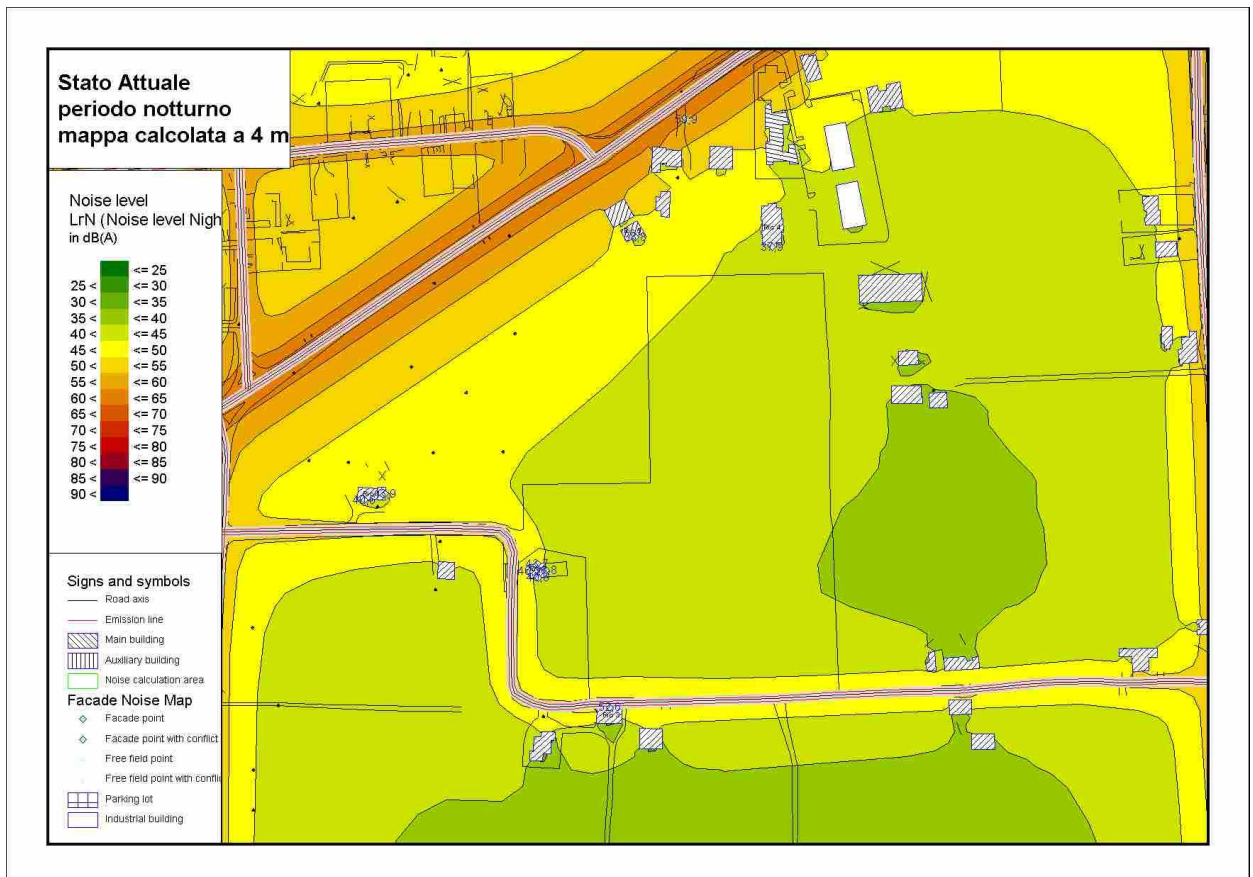 Stato Attuale
periodo notturno
mappa calcolata a 4 m
Noise level
LrN (Noise level Nigh
in dB(A)
<= 25
25 < <= 30
30 < <= 35
35 < <= 40
40 < <= 45
45 < <= 50
50 < <= 55
55 < <= 60
60 < <= 65
65 < <= 70
70 < <= 75
75 < <= 80
80 < <= 85
85 < <= 90
90 <
Signs and symbols
Road axis
Emission line
Main building
Auxiliary building
Noise calculation area
Facade Noise Map
Facade point
Facade point with conflict
Free field point
Free field point with confli
Parking lot
Industrial building
37,9
52,6